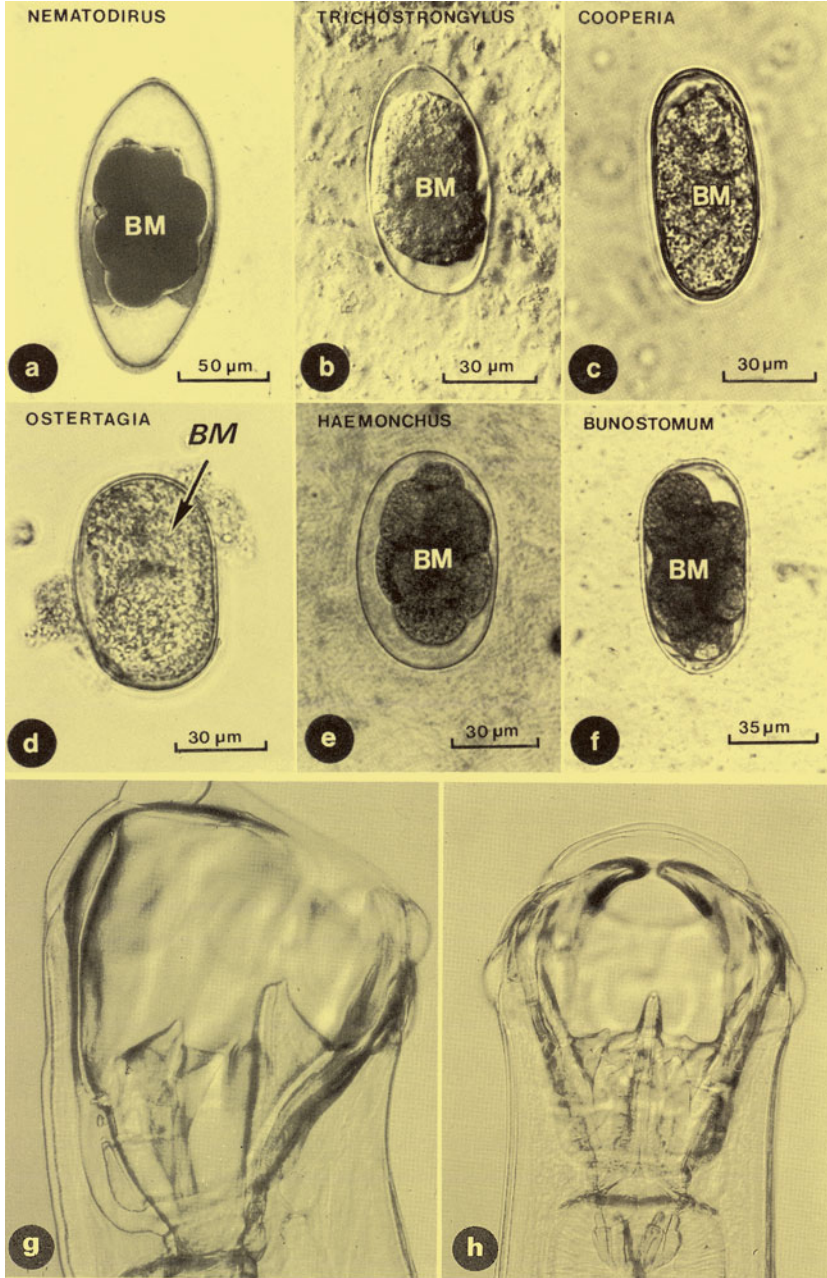 NEMATODIRUS
BM
a
50 µm
TRICHOSTRONGYLUS
BM
b
30 µm
COOPERIA
BM
c
30 µm
OSTERTAGIA
BM
d
30 µm
HAEMONCHUS
BM
e
30 µm
BUNOSTOMUM
BM
f
35 µm
g
h